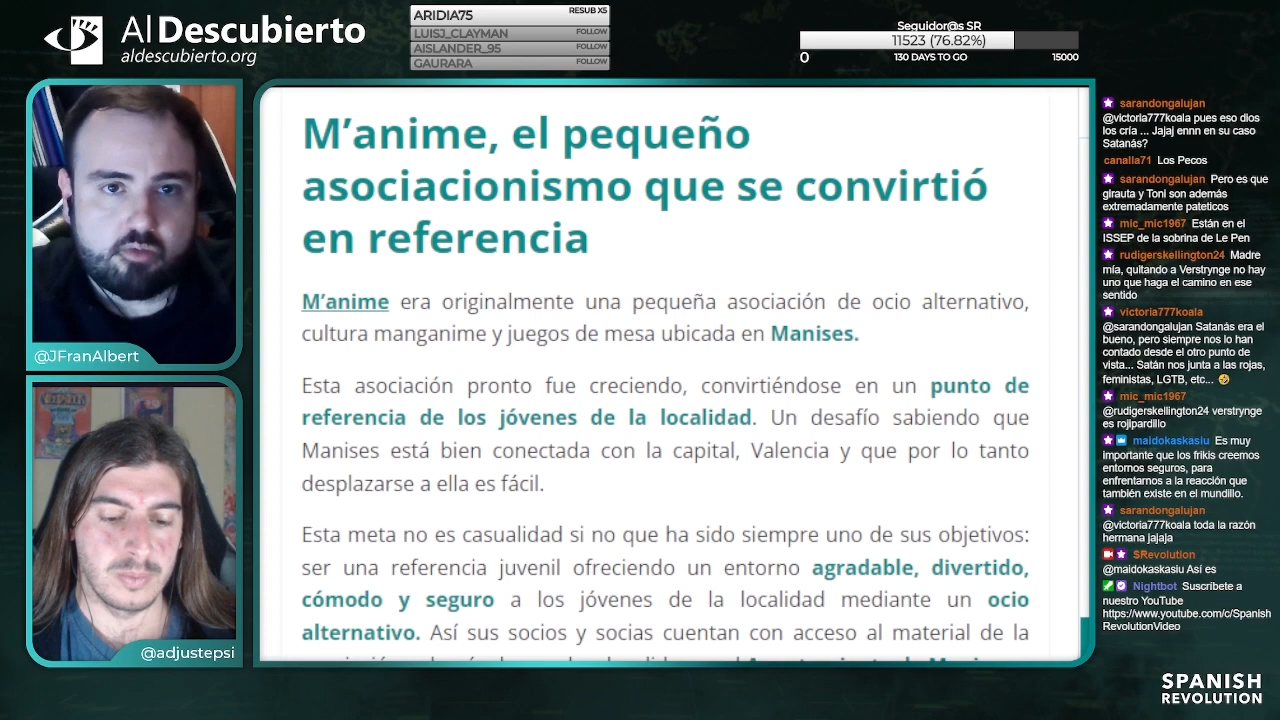 Al Descubierto
aldescubierto.org
ARIDIA75 RESUB X5
LUISJ_CLAYMAN FOLLOW
AISLANDER_95 FOLLOW
GAURARA FOLLOW
Seguidor@s SR
11523 (76.82%)
0 130 DAYS TO GO 15000
@JFranAlbert
@adjustepsi
M'anime, el pequeño
asociacionismo que se convirtió
en referencia
M'anime era originalmente una pequeña asociación de ocio alternativo,
cultura manganime y juegos de mesa ubicada en Manises.
Esta asociación pronto fue creciendo, convirtiéndose en un punto de
referencia de los jóvenes de la localidad. Un desafío sabiendo que
Manises está bien conectada con la capital, Valencia y que por lo tanto
desplazarse a ella es fácil.
Esta meta no es casualidad si no que ha sido siempre uno de sus objetivos:
ser una referencia juvenil ofreciendo un entorno agradable, divertido,
cómodo y seguro a los jóvenes de la localidad mediante un ocio
alternativo. Así sus socios y socias cuentan con acceso al material de la
sarandongalujan
@victoria777koala pues eso dios
los cría ... Jajaj ennn en su caso
Satanás?
canalla71 Los Pecos
sarandongalujan Pero es que
girauta y Tonl son además
extremadamente pateticos
mic_mic1967 Están en el
ISSEP de la sobrina de Le Pen
rudigerskellington24 Madre
mía, quitando a Verstrynge no hay
uno que haga el camino en ese
sentido
victoria777koala
@sarandongalujan Satanás era el
bueno, pero siempre nos lo han
contado desde el otro punto de
vista... Satán nos junta a las rojas,
feministas, LGTB, etc... 🤣
mic_mic1967
@rudigerskellington24 verstrynge
es rojipardillo
maidokaskasiu Es muy
importante que los frikis creemos
entornos seguros, para
enfrentarnos a la reacción que
también existe en el mundillo.
sarandongalujan
@victoria777koala toda la razón
hermana jajaja
SRevolution
@maidokaskasiu Así es
Nightbot Suscríbete a
nuestro YouTube
https://www.youtube.com/c/Spanish
RevolutionVideo
SPANISH
REVOLUTION